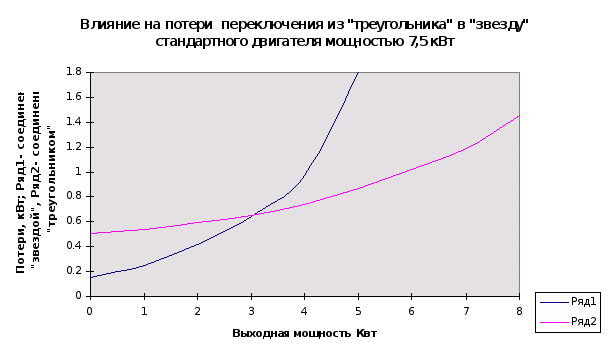 Влияние на потери переключения из "треугольника" в "звезду"
стандартного двигателя мощностью 7,5 кВт
Потери, кВт; Ряд1- соединен
"звездой", Ряд2- соединен
"треугольником"
1.8
1.6
1.4
1.2
1
0.8
0.6
0.4
0.2
0
0 1 2 3 4 5 6 7 8
Выходная мощность Квт
Ряд1
Ряд2